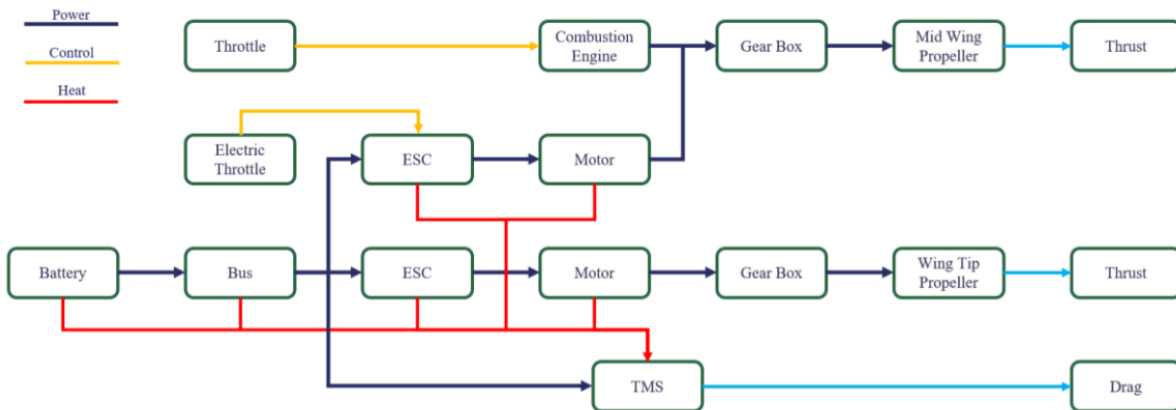 Power
Control
Heat
Throttle
Combustion
Engine
Gear Box
Mid Wing
Propeller
Thrust
Electric
Throttle
ESC
Motor
Battery
Bus
ESC
Motor
Gear Box
Wing Tip
Propeller
Thrust
TMS
Drag